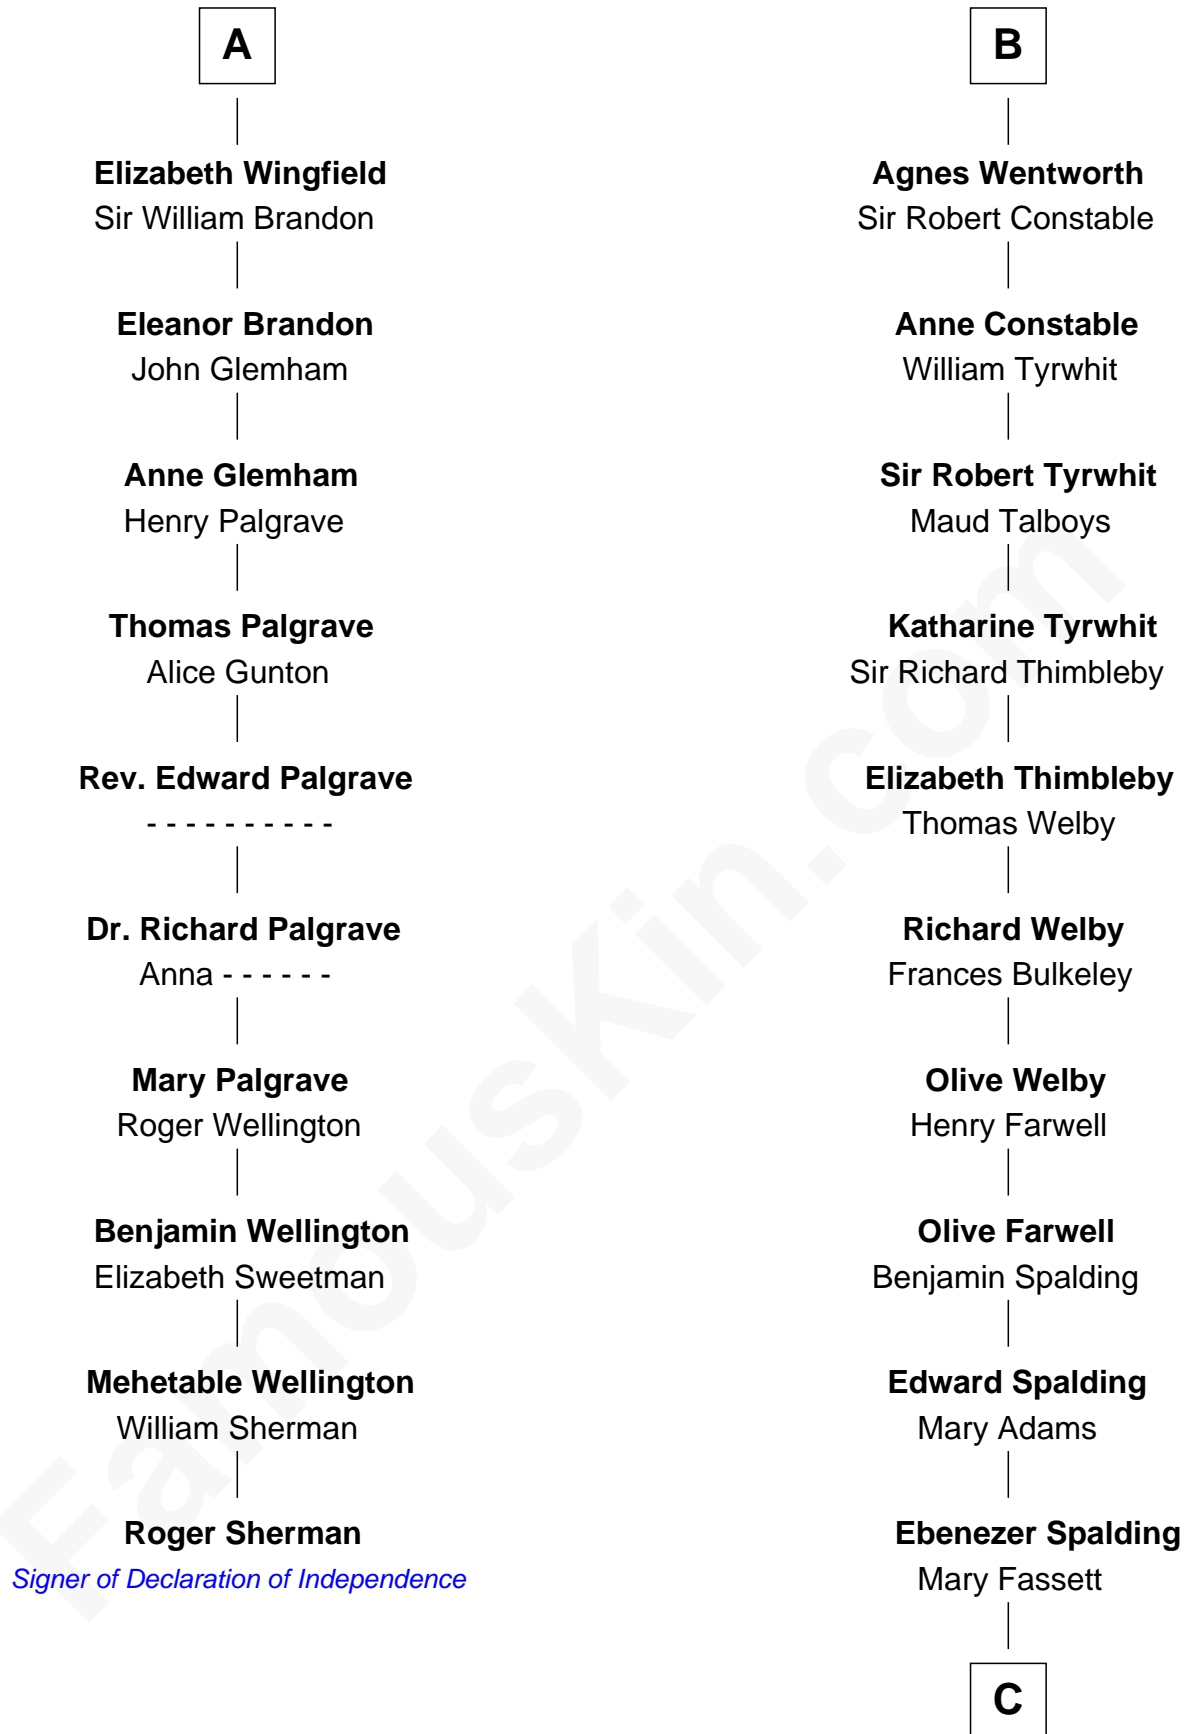 A
Elizabeth Wingfield
Sir William Brandon
Eleanor Brandon
John Glemham
Anne Glemham
Henry Palgrave
Thomas Palgrave
Alice Gunton
Rev. Edward Palgrave
- - - - - - - - - -
Dr. Richard Palgrave
Anna - - - - - -
Mary Palgrave
Roger Wellington
Benjamin Wellington
Elizabeth Sweetman
Mehetable Wellington
William Sherman
Roger Sherman
Signer of Declaration of Independence
B
Agnes Wentworth
Sir Robert Constable
Anne Constable
William Tyrwhit
Sir Robert Tyrwhit
Maud Talboys
Katharine Tyrwhit
Sir Richard Thimbleby
Elizabeth Thimbleby
Thomas Welby
Richard Welby
Frances Bulkeley
Olive Welby
Henry Farwell
Olive Farwell
Benjamin Spalding
Edward Spalding
Mary Adams
Ebenezer Spalding
Mary Fassett
C
FamousKin.com